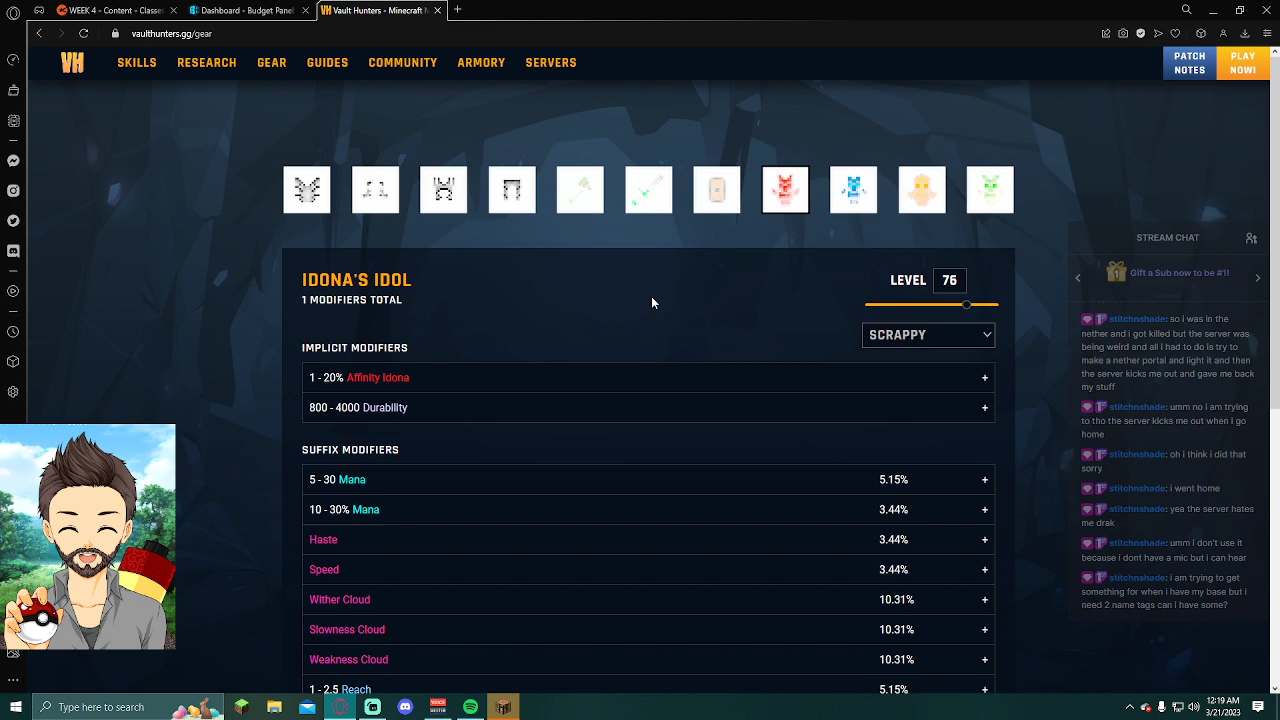 WEEK 4 - Content - Classes
Dashboard - Budget Panel
VH Vault Hunters - Minecraft M
vaulthunters.gg/gear
VH SKILLS RESEARCH GEAR GUIDES COMMUNITY ARMORY SERVERS
PATCH NOTES
PLAY NOW!
IDONA'S IDOL
1 MODIFIERS TOTAL
LEVEL 76
SCRAPPY
IMPLICIT MODIFIERS
1 - 20% Affinity Idona +
800 - 4000 Durability +
SUFFIX MODIFIERS
5 - 30 Mana 5.15% +
10 - 30% Mana 3.44% +
Haste 3.44% +
Speed 3.44% +
Wither Cloud 10.31% +
Slowness Cloud 10.31% +
Weakness Cloud 10.31% +
1 - 2.5 Reach 5.15% +
STREAM CHAT
1 Gift a Sub now to be #1!
stitchnshade: so i was in the
nether and i got killed but the server was
being weird and all i had to do is try to
make a nether portal and light it and then
the server kicks me out and gave me back
my stuff
stitchnshade: umm no i am trying
to tho the server kicks me out when i go
home
stitchnshade: oh i think i did that
sorry
stitchnshade: i went home
stitchnshade: yea the server hates
me drak
stitchnshade: umm I don't use it
because i dont have a mic but i can hear
stitchnshade: i am trying to get
something for when i have my base but i
need 2 name tags can i have some?
Type here to search
12:19 AM
3/21/2023